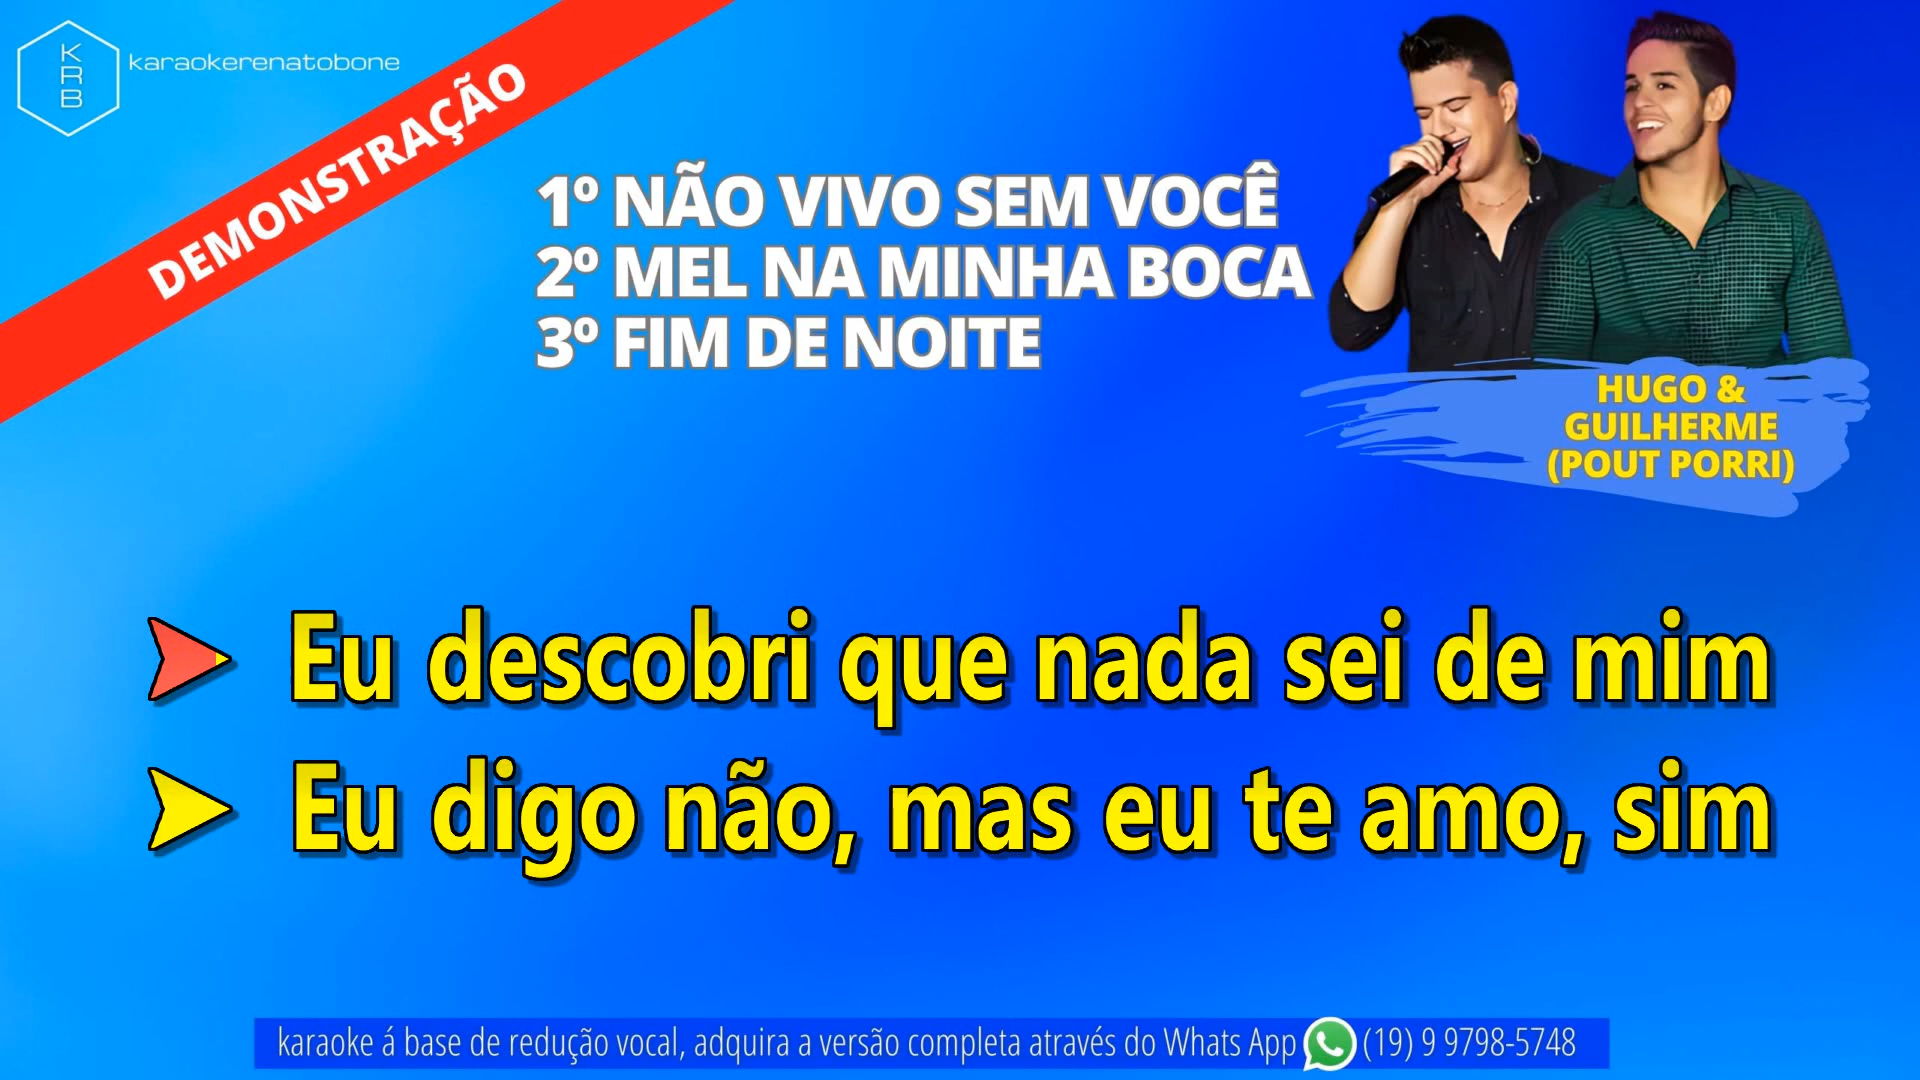 KRB
karaokerenatobone
DEMONSTRAÇÃO
1º NÃO VIVO SEM VOCÊ
2º MEL NA MINHA BOCA
3º FIM DE NOITE
HUGO &
GUILHERME
(POUT PORRI)
Eu descobri que nada sei de mim
Eu digo não, mas eu te amo, sim
karaoke á base de redução vocal, adquira a versão completa através do Whats App (19) 9 9798-5748